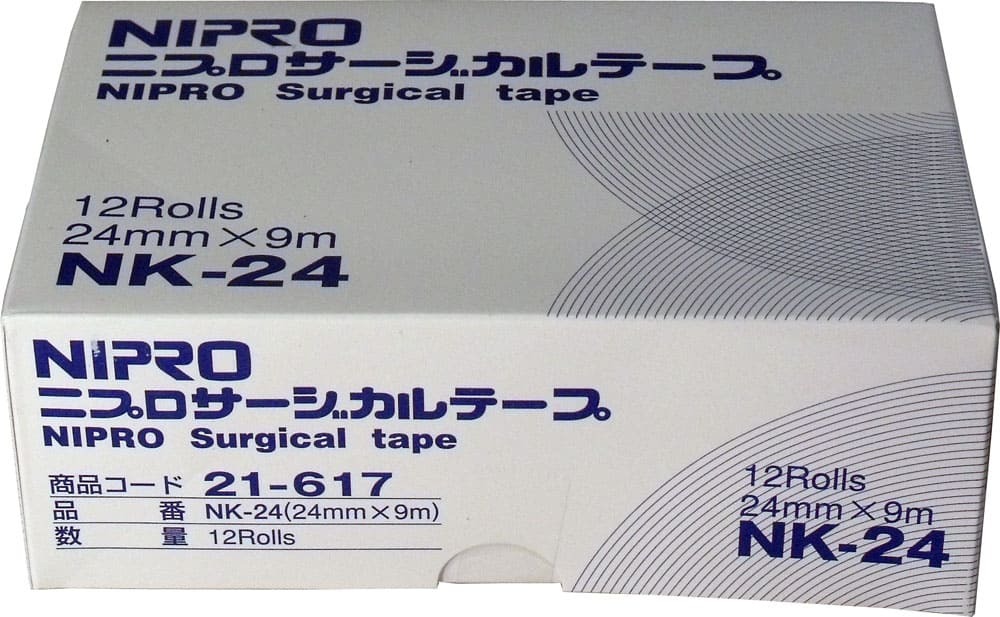 NIPRO
ニプロサージカルテープ
NIPRO Surgical tape
12Rolls
24mm×9m
NK-24
NIPRO
ニプロサージカルテープ
NIPRO Surgical tape
商品コード 21-617
品番 NK-24(24mm×9m)
数量 12Rolls
12Rolls
24mm×9m
NK-24